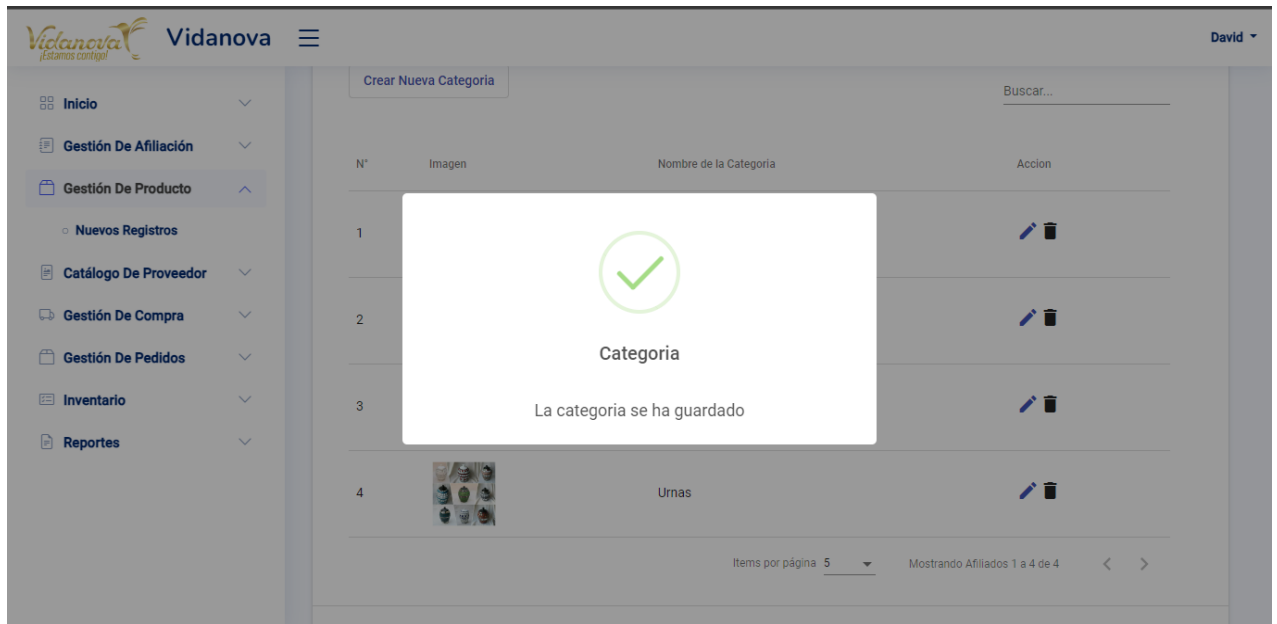 Vidanova
¡Estamos contigo!
Vidanova
David
Inicio
Gestión De Afiliación
Gestión De Producto
Nuevos Registros
Catálogo De Proveedor
Gestión De Compra
Gestión De Pedidos
Inventario
Reportes
Crear Nueva Categoria
Buscar...
N° Imagen Nombre de la Categoria Accion
1
2
3
Categoria
La categoria se ha guardado
4 Urnas
Items por página 5 Mostrando Afiliados 1 a 4 de 4